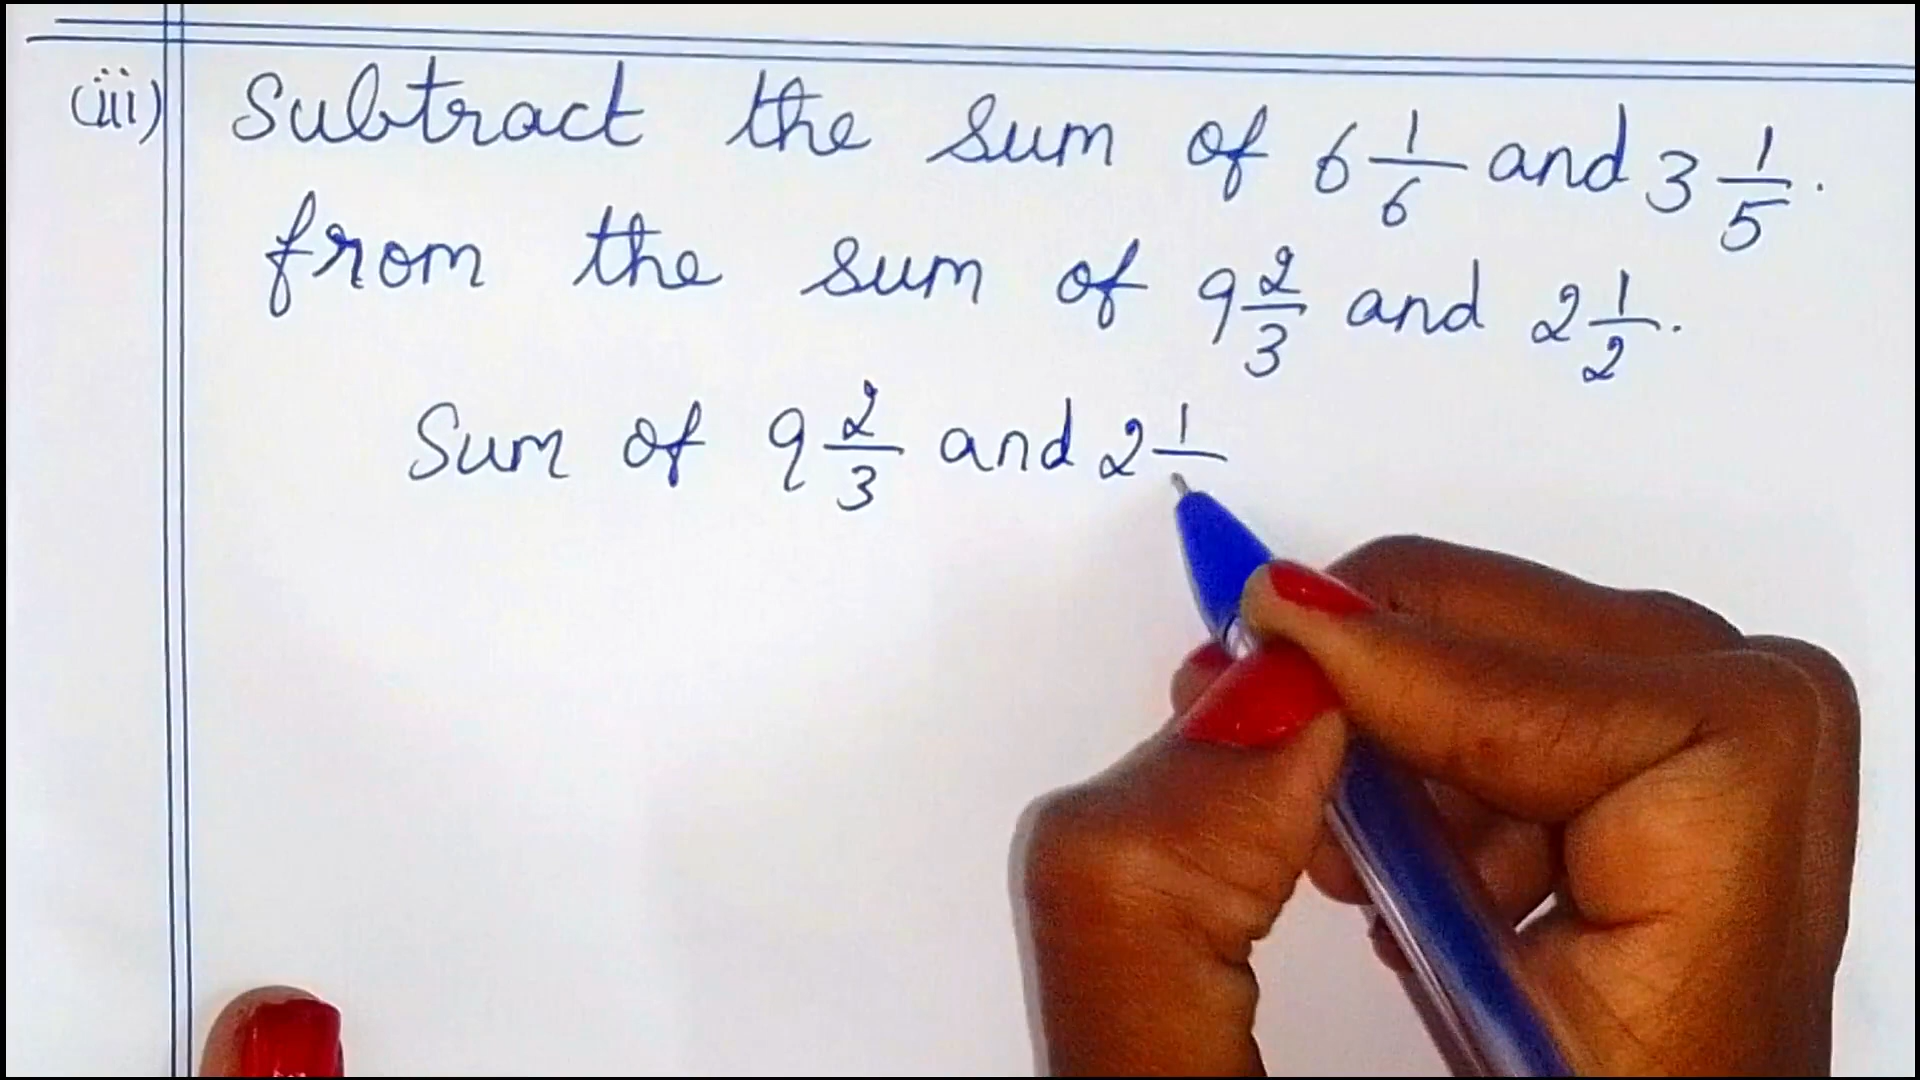 (iii) Subtract the sum of 6 1/6 and 3 1/5.
from the sum of 9 2/3 and 2 1/2.
Sum of 9 2/3 and 2 1/